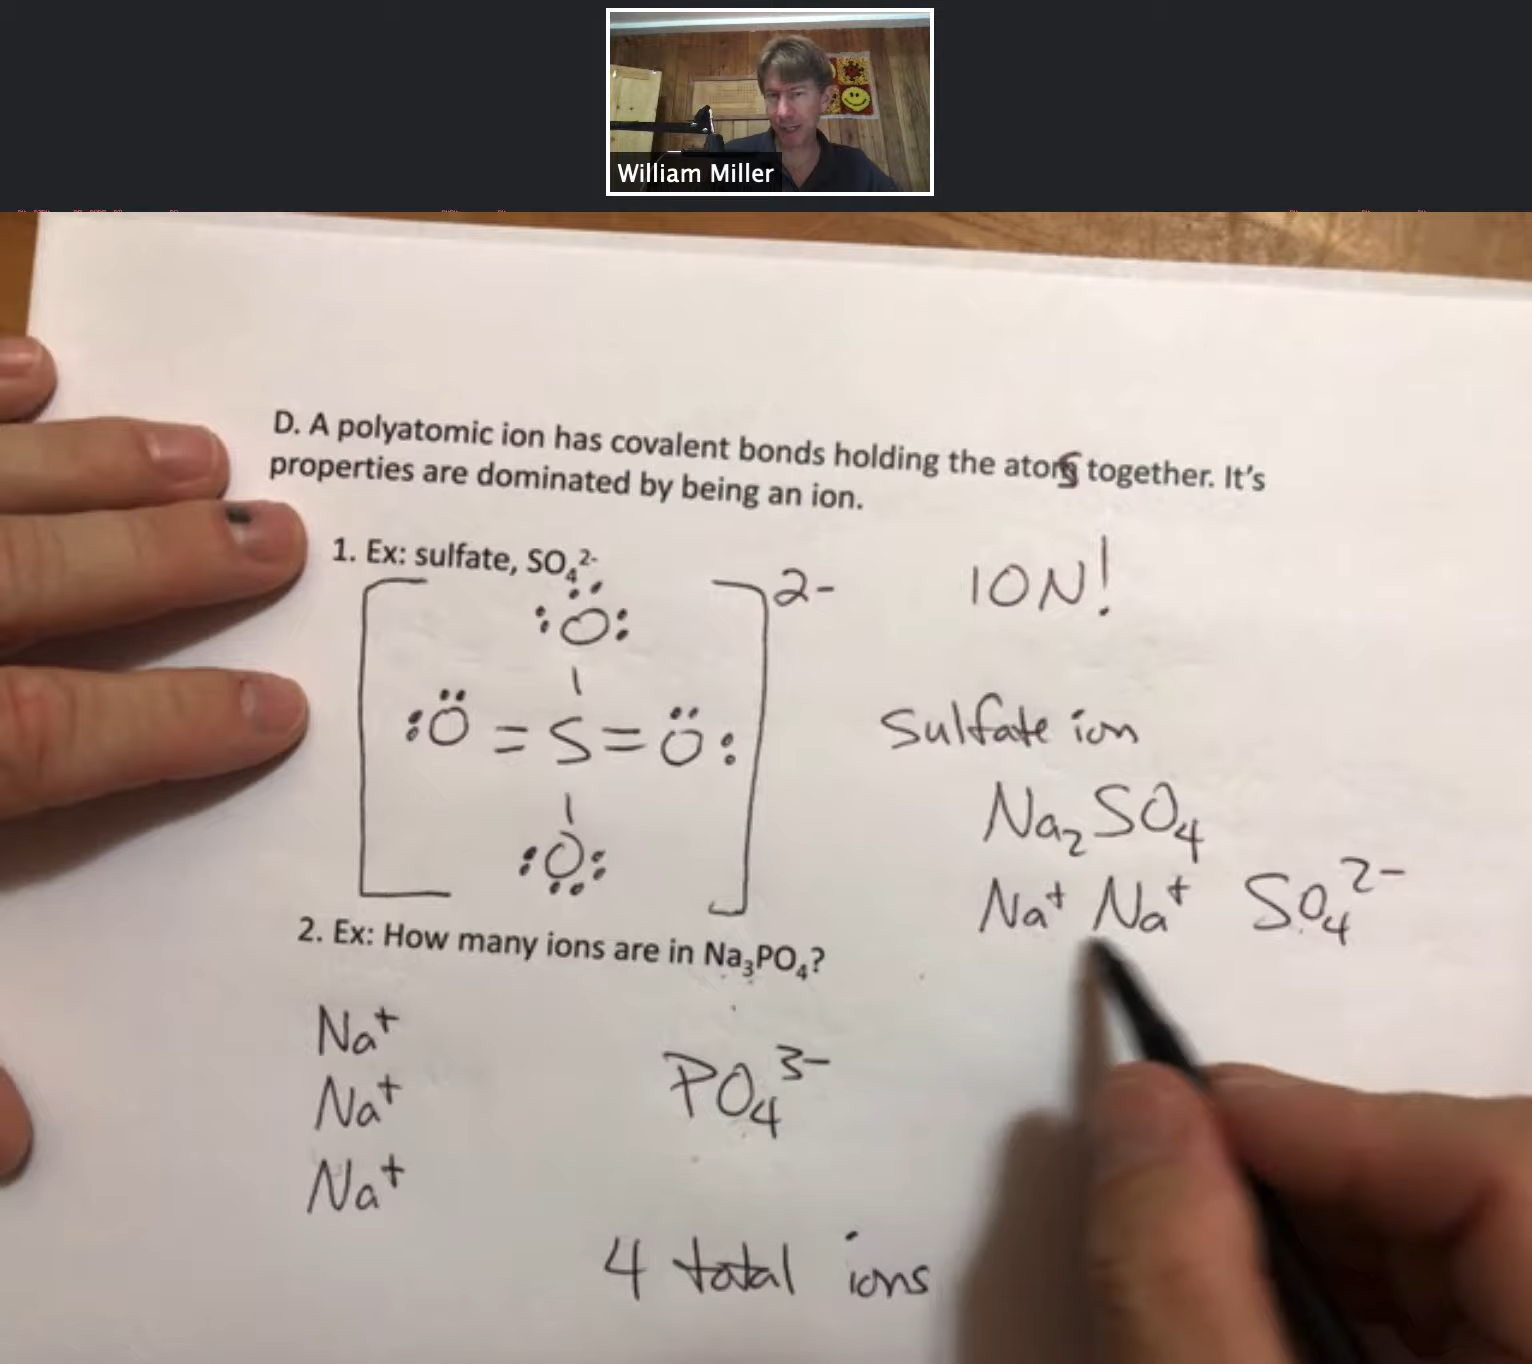 William Miller
D. A polyatomic ion has covalent bonds holding the atoms together. It's
properties are dominated by being an ion.
1. Ex: sulfate, SO₄²⁻
ION!
[:Ö: 2-
|
:Ö = S = Ö:
|
:O:]
Sulfate ion
Na₂SO₄
Na⁺ Na⁺ SO₄²⁻
2. Ex: How many ions are in Na₃PO₄?
Na⁺
Na⁺
Na⁺
PO₄³⁻
4 total ions